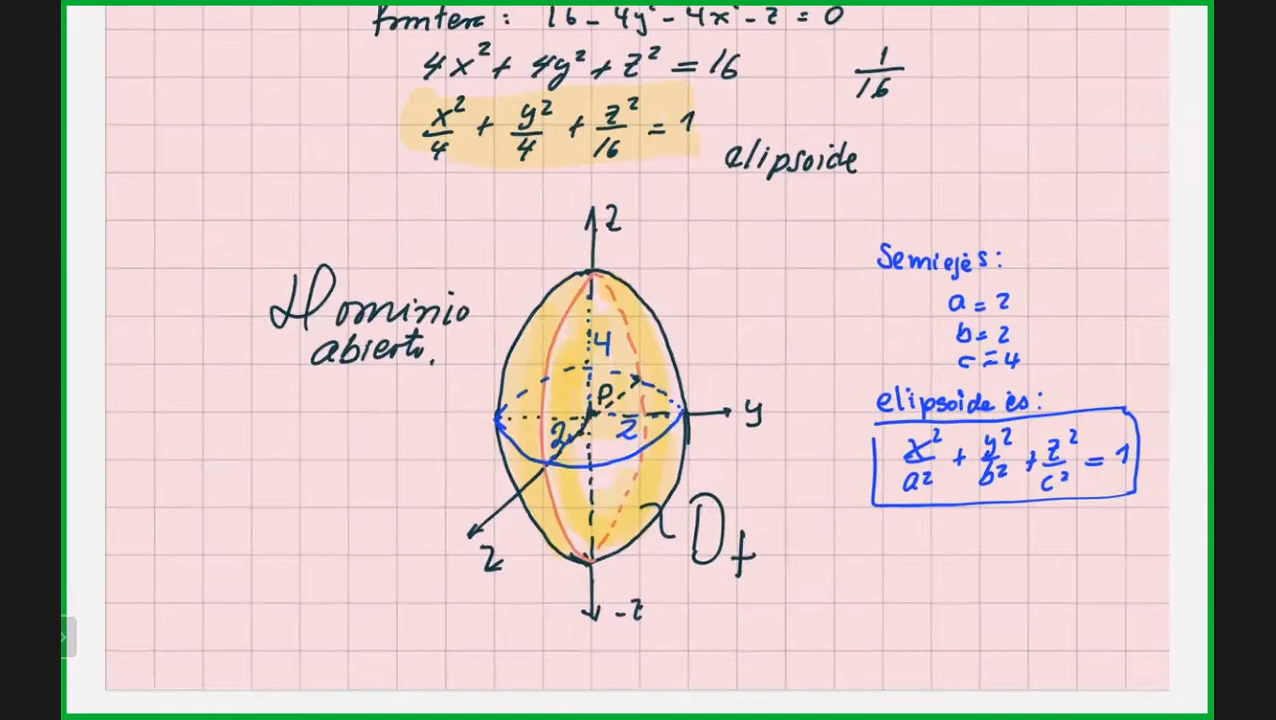 frontera: 16 - 4y² - 4x² - z² = 0
4x² + 4y² + z² = 16
1/16
x²/4 + y²/4 + z²/16 = 1
elipsoide
z
Dominio
abierto.
4
P
2
2
y
z
-z
Df
Semiejés:
a = 2
b = 2
c = 4
elipsoide es:
x²/a² + y²/b² + z²/c² = 1